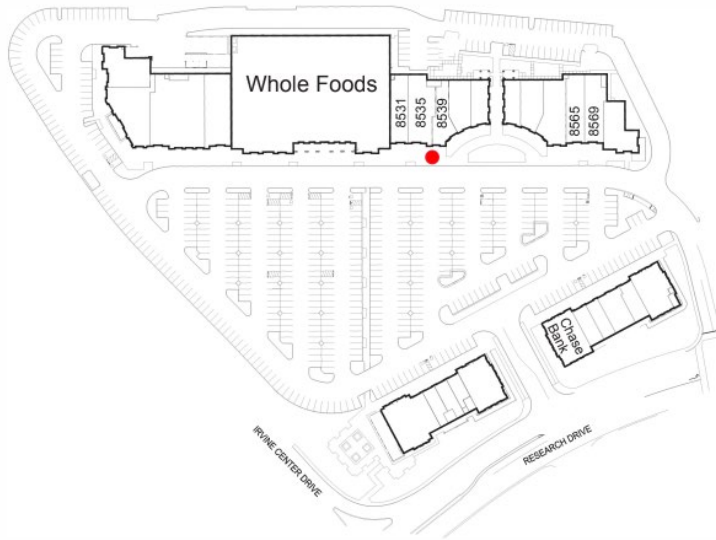 Whole Foods
8531
8535
8539
8565
8569
Chase
Bank
IRVINE CENTER DRIVE
RESEARCH DRIVE